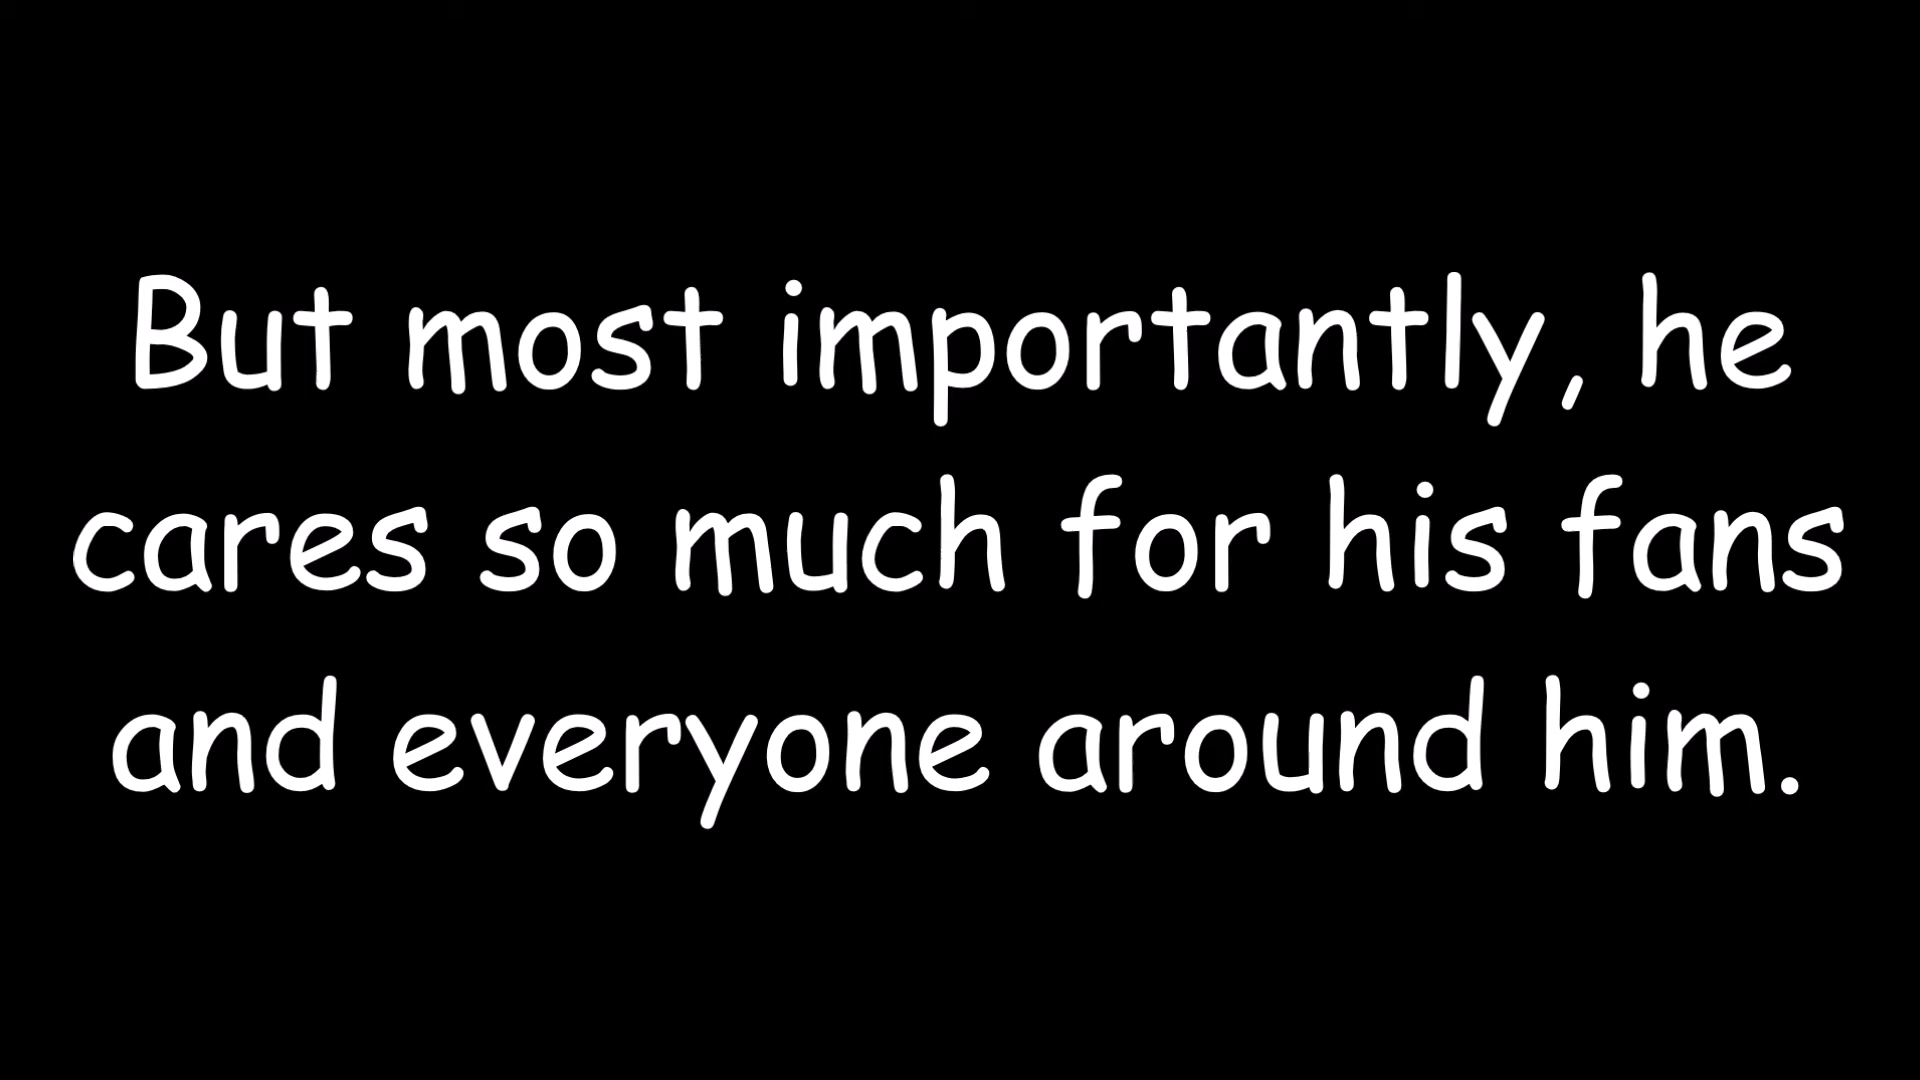 But most importantly, he
cares so much for his fans
and everyone around him.